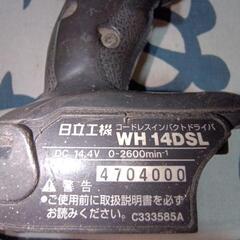 日立工機 コードレスインパクトドライバ
WH 14DSL
DC 14.4V 0-2600min⁻¹
4704000
警告
●ご使用前に取扱説明書を必ず
お読みください。 C333585A